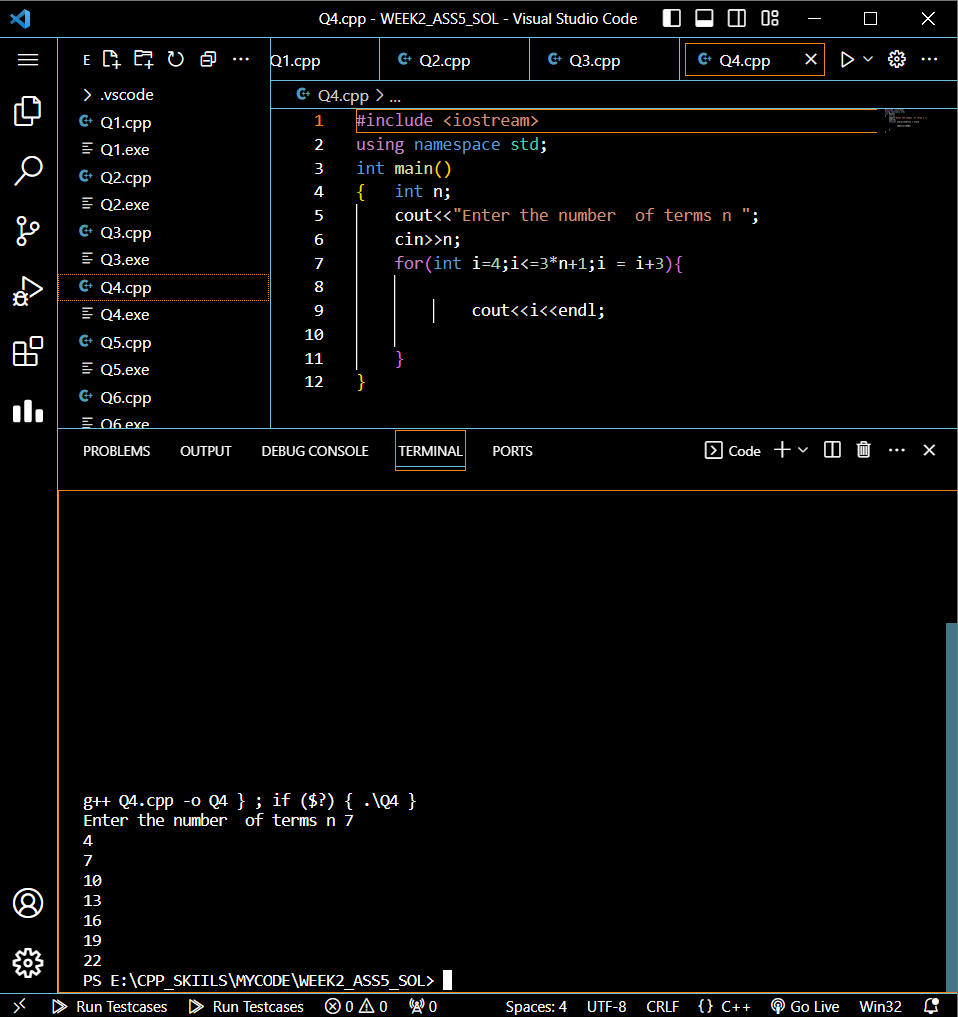 Q4.cpp - WEEK2_ASS5_SOL - Visual Studio Code
E
Q1.cpp
Q2.cpp
Q3.cpp
Q4.cpp
Q4.cpp > ...
.vscode
Q1.cpp
Q1.exe
Q2.cpp
Q2.exe
Q3.cpp
Q3.exe
Q4.cpp
Q4.exe
Q5.cpp
Q5.exe
Q6.cpp
Q6.exe
1 #include <iostream>
2 using namespace std;
3 int main()
4 {   int n;
5     cout<<"Enter the number  of terms n ";
6     cin>>n;
7     for(int i=4;i<=3*n+1;i = i+3){
8
9             cout<<i<<endl;
10
11     }
12 }
PROBLEMS OUTPUT DEBUG CONSOLE TERMINAL PORTS
Code
g++ Q4.cpp -o Q4 } ; if ($?) { .\Q4 }
Enter the number  of terms n 7
4
7
10
13
16
19
22
PS E:\CPP_SKIILS\MYCODE\WEEK2_ASS5_SOL>
Run Testcases Run Testcases 0 0 0 Spaces: 4 UTF-8 CRLF {} C++ Go Live Win32